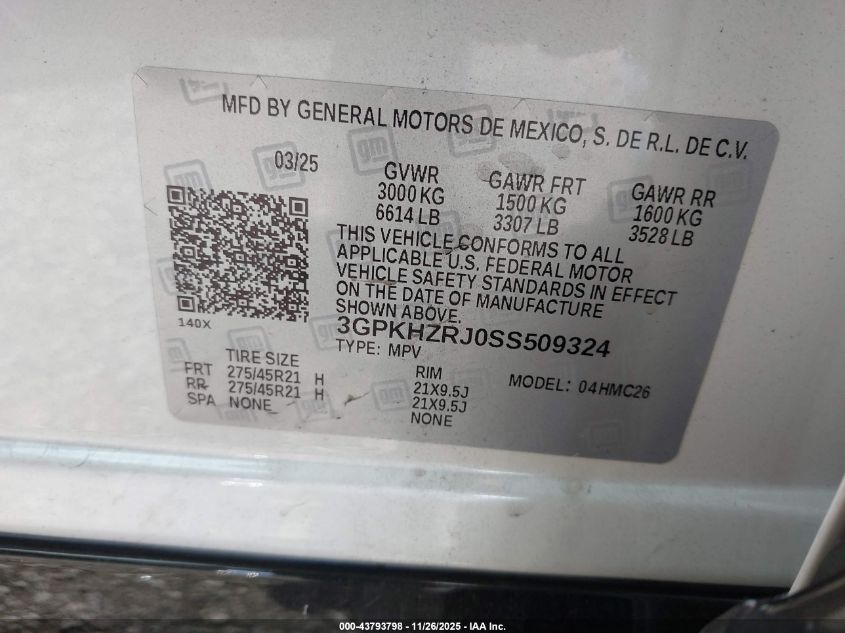 MFD BY GENERAL MOTORS DE MEXICO, S. DE R.L. DE C.V.
03/25
GVWR
3000 KG
6614 LB
GAWR FRT
1500 KG
3307 LB
GAWR RR
1600 KG
3528 LB
THIS VEHICLE CONFORMS TO ALL
APPLICABLE U.S. FEDERAL MOTOR
VEHICLE SAFETY STANDARDS IN EFFECT
ON THE DATE OF MANUFACTURE
SHOWN ABOVE.
140X
3GPKHZRJ0SS509324
TYPE: MPV
MODEL: 04HMC26
TIRE SIZE
FRT 275/45R21 H
RR 275/45R21 H
SPA NONE
RIM
21X9.5J
21X9.5J
NONE
gm
000-43793798 - 11/26/2025 - IAA Inc.